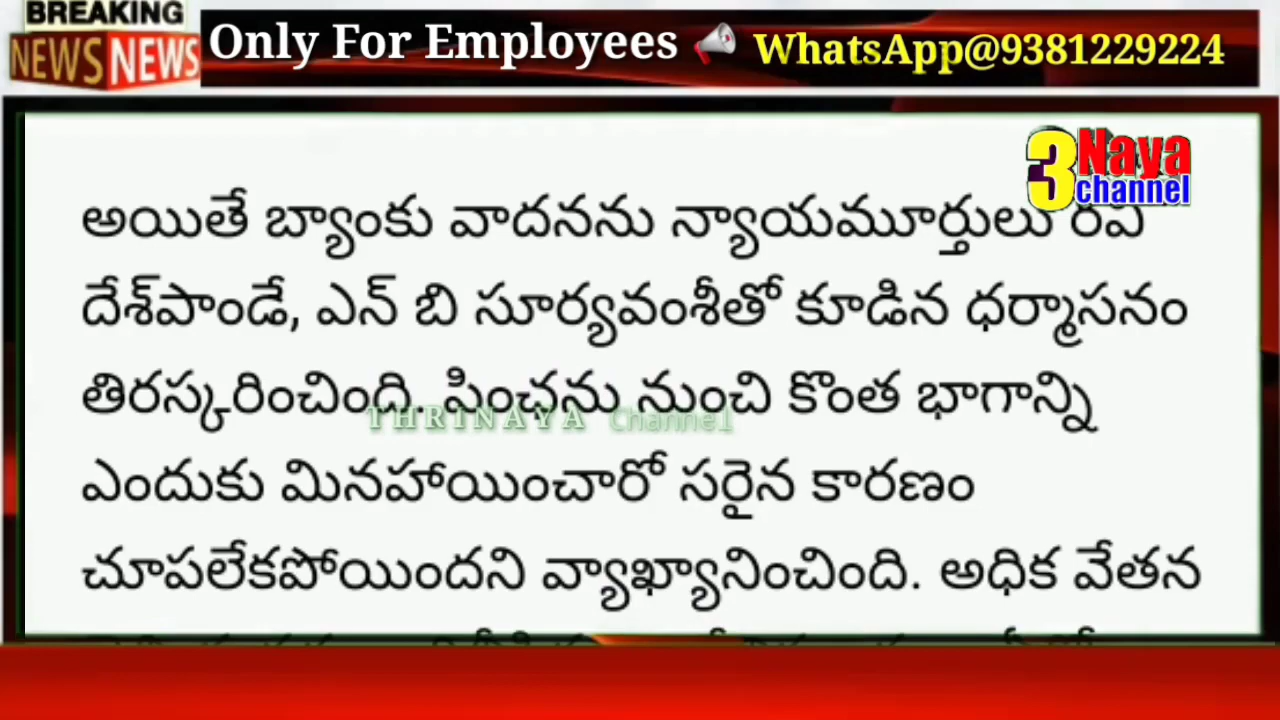 BREAKING
NEWS NEWS
Only For Employees 📢 WhatsApp@9381229224
3Naya
channel
అయితే బ్యాంకు వాదనను న్యాయమూర్తులు రవి
దేశ్‌పాండే, ఎన్ బి సూర్యవంశీతో కూడిన ధర్మాసనం
తిరస్కరించింది. పింఛను నుంచి కొంత భాగాన్ని
THRINAYA Channel
ఎందుకు మినహాయించారో సరైన కారణం
చూపలేకపోయిందని వ్యాఖ్యానించింది. అధిక వేతన